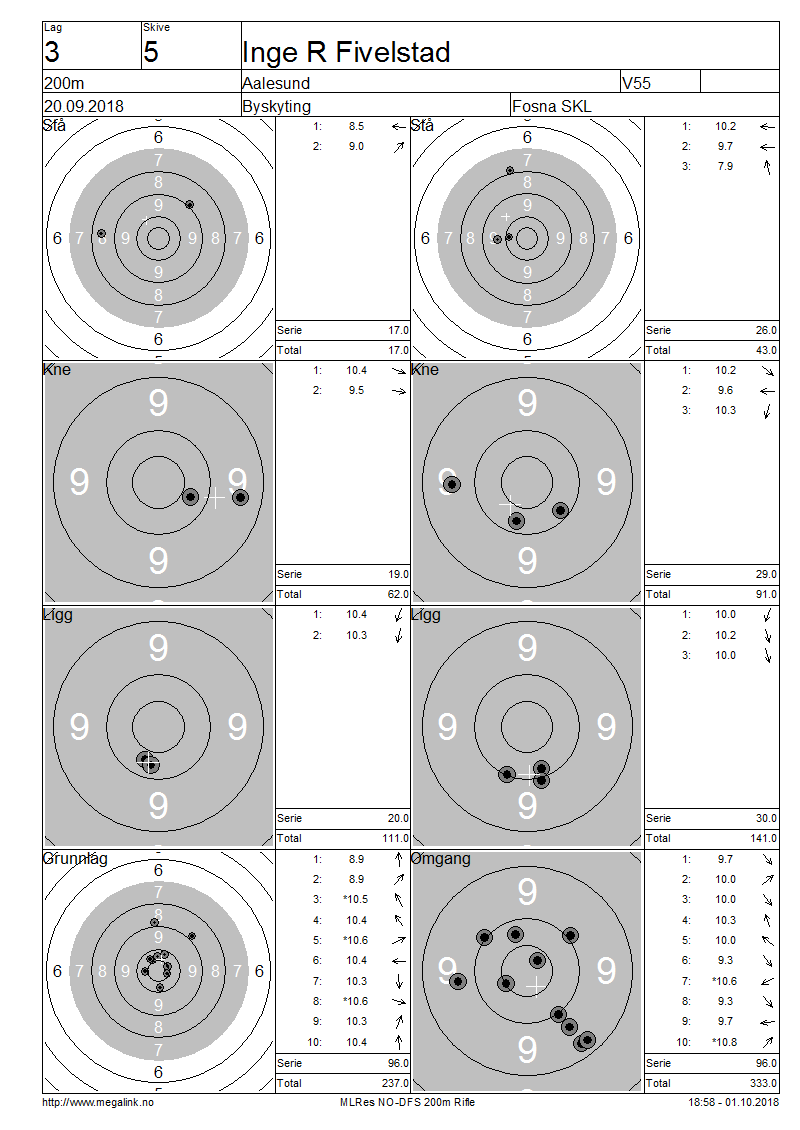 Lag Skive
3 5 Inge R Fivelstad
200m Aalesund V55
20.09.2018 Byskyting Fosna SKL
Stå
1: 8.5
2: 9.0
6
7
8
9
6 7 8 9 9 8 7 6
9
8
7
6
5
Serie 17.0
Total 17.0
Stå
1: 10.2
2: 9.7
3: 7.9
6
7
8
9
6 7 8 9 9 8 7 6
9
8
7
6
5
Serie 26.0
Total 43.0
Kne
1: 10.4
2: 9.5
9
9 9
9
Serie 19.0
Total 62.0
Kne
1: 10.2
2: 9.6
3: 10.3
9
9 9
9
Serie 29.0
Total 91.0
Ligg
1: 10.4
2: 10.3
9
9 9
9
Serie 20.0
Total 111.0
Ligg
1: 10.0
2: 10.2
3: 10.0
9
9 9
9
Serie 30.0
Total 141.0
Grunnlag
1: 8.9
2: 8.9
3: *10.5
4: 10.4
5: *10.6
6: 10.4
7: 10.3
8: *10.6
9: 10.3
10: 10.4
6
7
8
9
6 7 8 9 9 8 7 6
9
8
7
6
5
Serie 96.0
Total 237.0
Omgang
1: 9.7
2: 10.0
3: 10.0
4: 10.3
5: 10.0
6: 9.3
7: *10.6
8: 9.3
9: 9.7
10: *10.8
9
9 9
9
Serie 96.0
Total 333.0
http://www.megalink.no MLRes NO-DFS 200m Rifle 18:58 - 01.10.2018